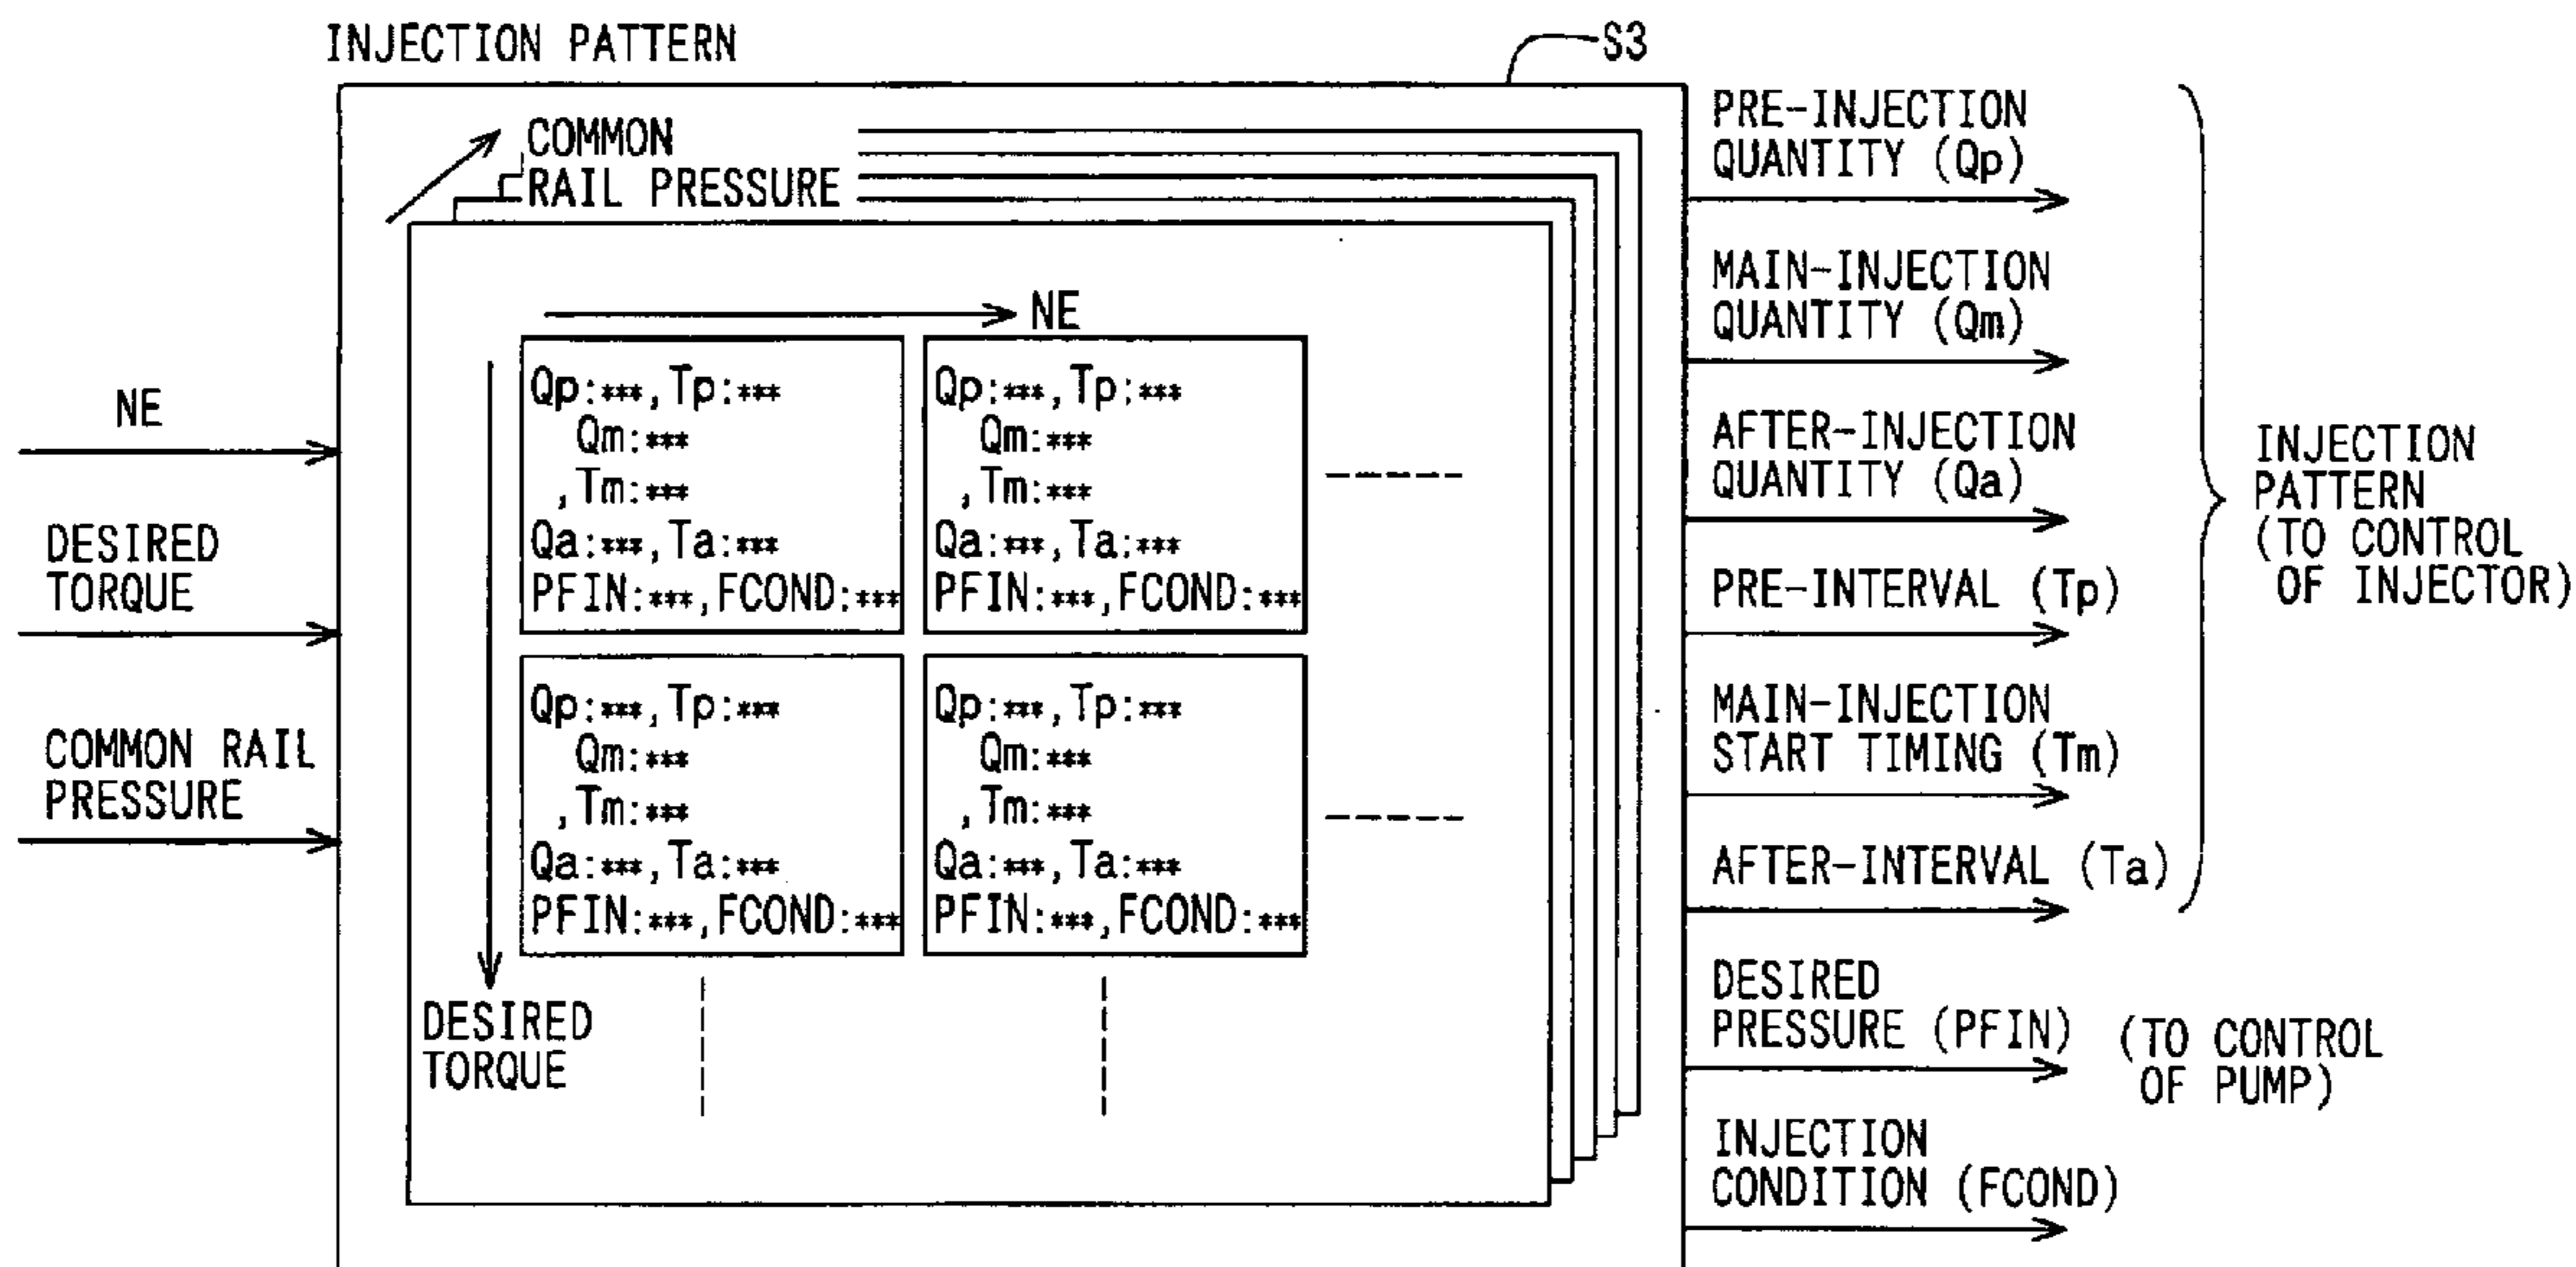 INJECTION PATTERN
S3
COMMON
RAIL PRESSURE
NE
Qp:***,Tp:***
Qm:***
,Tm:***
Qa:***,Ta:***
PFIN:***,FCOND:***
Qp:***,Tp:***
Qm:***
,Tm:***
Qa:***,Ta:***
PFIN:***,FCOND:***
Qp:***,Tp:***
Qm:***
,Tm:***
Qa:***,Ta:***
PFIN:***,FCOND:***
Qp:***,Tp:***
Qm:***
,Tm:***
Qa:***,Ta:***
PFIN:***,FCOND:***
DESIRED
TORQUE
NE
DESIRED
TORQUE
COMMON RAIL
PRESSURE
PRE-INJECTION
QUANTITY (Qp)
MAIN-INJECTION
QUANTITY (Qm)
AFTER-INJECTION
QUANTITY (Qa)
PRE-INTERVAL (Tp)
MAIN-INJECTION
START TIMING (Tm)
AFTER-INTERVAL (Ta)
INJECTION
PATTERN
(TO CONTROL
OF INJECTOR)
DESIRED
PRESSURE (PFIN)
(TO CONTROL
OF PUMP)
INJECTION
CONDITION (FCOND)